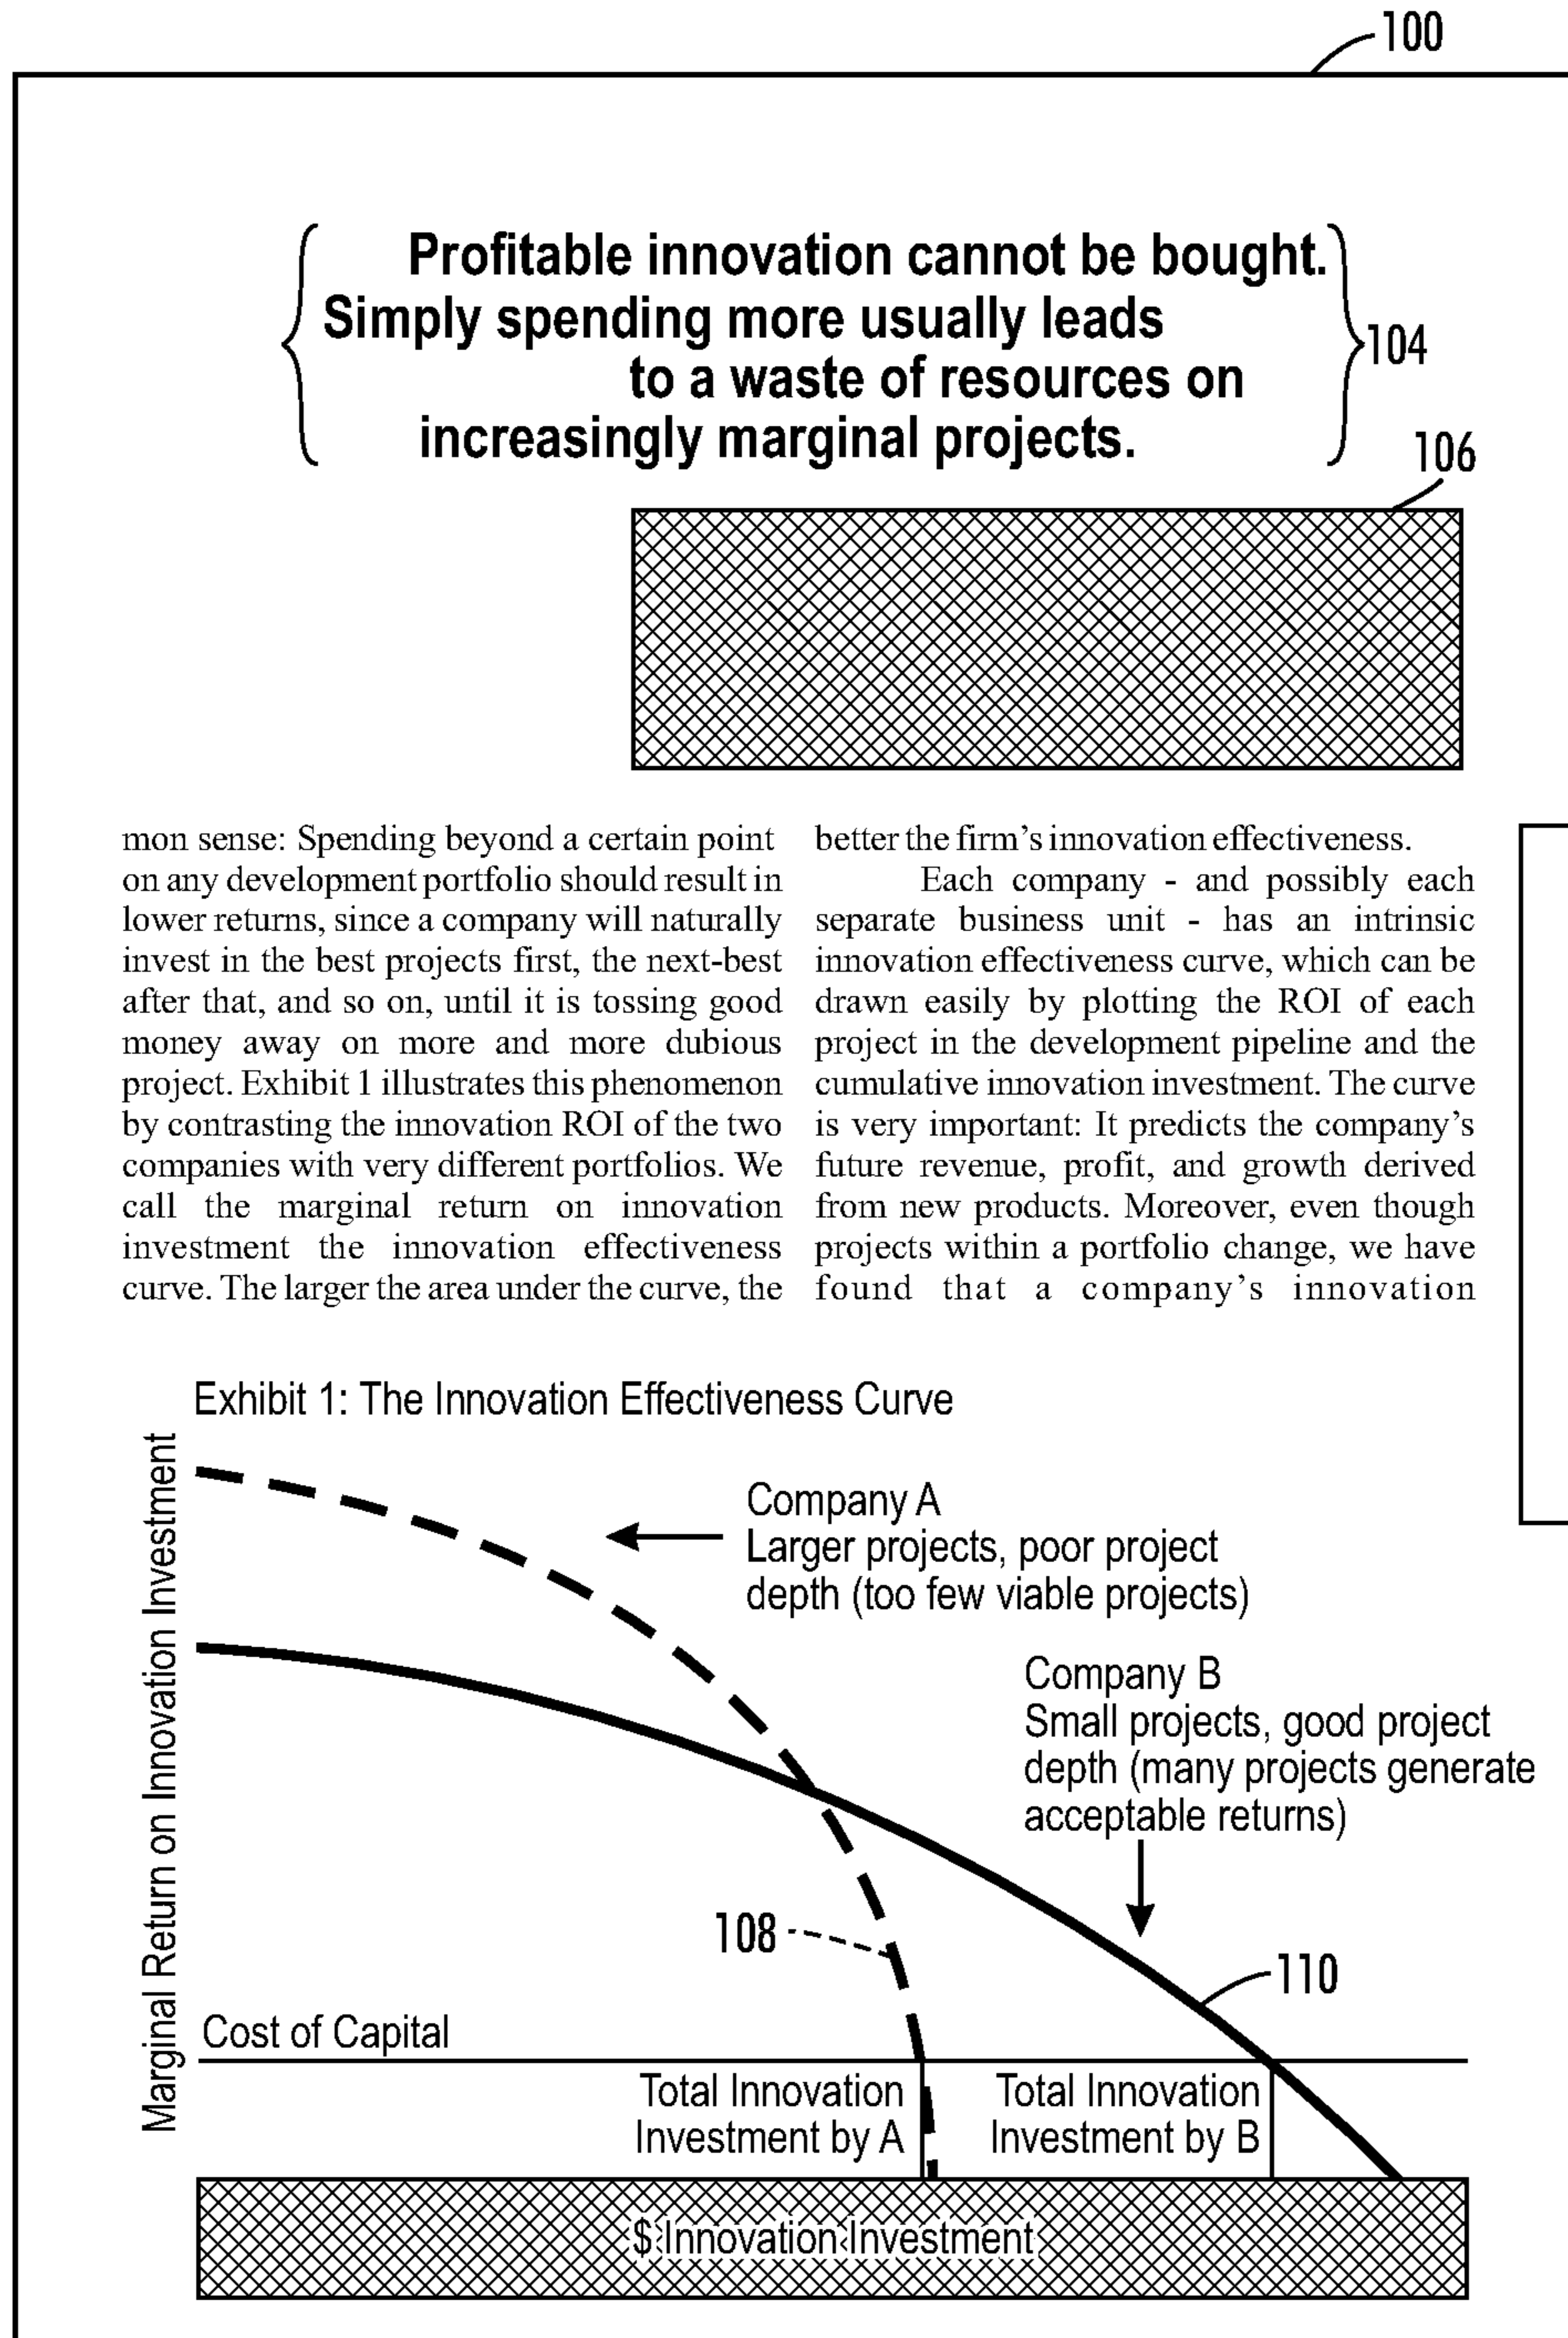 100
Profitable innovation cannot be bought.
Simply spending more usually leads
to a waste of resources on
increasingly marginal projects.
104
106
mon sense: Spending beyond a certain point
on any development portfolio should result in
lower returns, since a company will naturally
invest in the best projects first, the next-best
after that, and so on, until it is tossing good
money away on more and more dubious
project. Exhibit 1 illustrates this phenomenon
by contrasting the innovation ROI of the two
companies with very different portfolios. We
call the marginal return on innovation
investment the innovation effectiveness
curve. The larger the area under the curve, the
better the firm's innovation effectiveness.
Each company - and possibly each
separate business unit - has an intrinsic
innovation effectiveness curve, which can be
drawn easily by plotting the ROI of each
project in the development pipeline and the
cumulative innovation investment. The curve
is very important: It predicts the company's
future revenue, profit, and growth derived
from new products. Moreover, even though
projects within a portfolio change, we have
found that a company's innovation
Exhibit 1: The Innovation Effectiveness Curve
Marginal Return on Innovation Investment
Company A
Larger projects, poor project
depth (too few viable projects)
Company B
Small projects, good project
depth (many projects generate
acceptable returns)
108
110
Cost of Capital
Total Innovation
Investment by A
Total Innovation
Investment by B
$ Innovation Investment